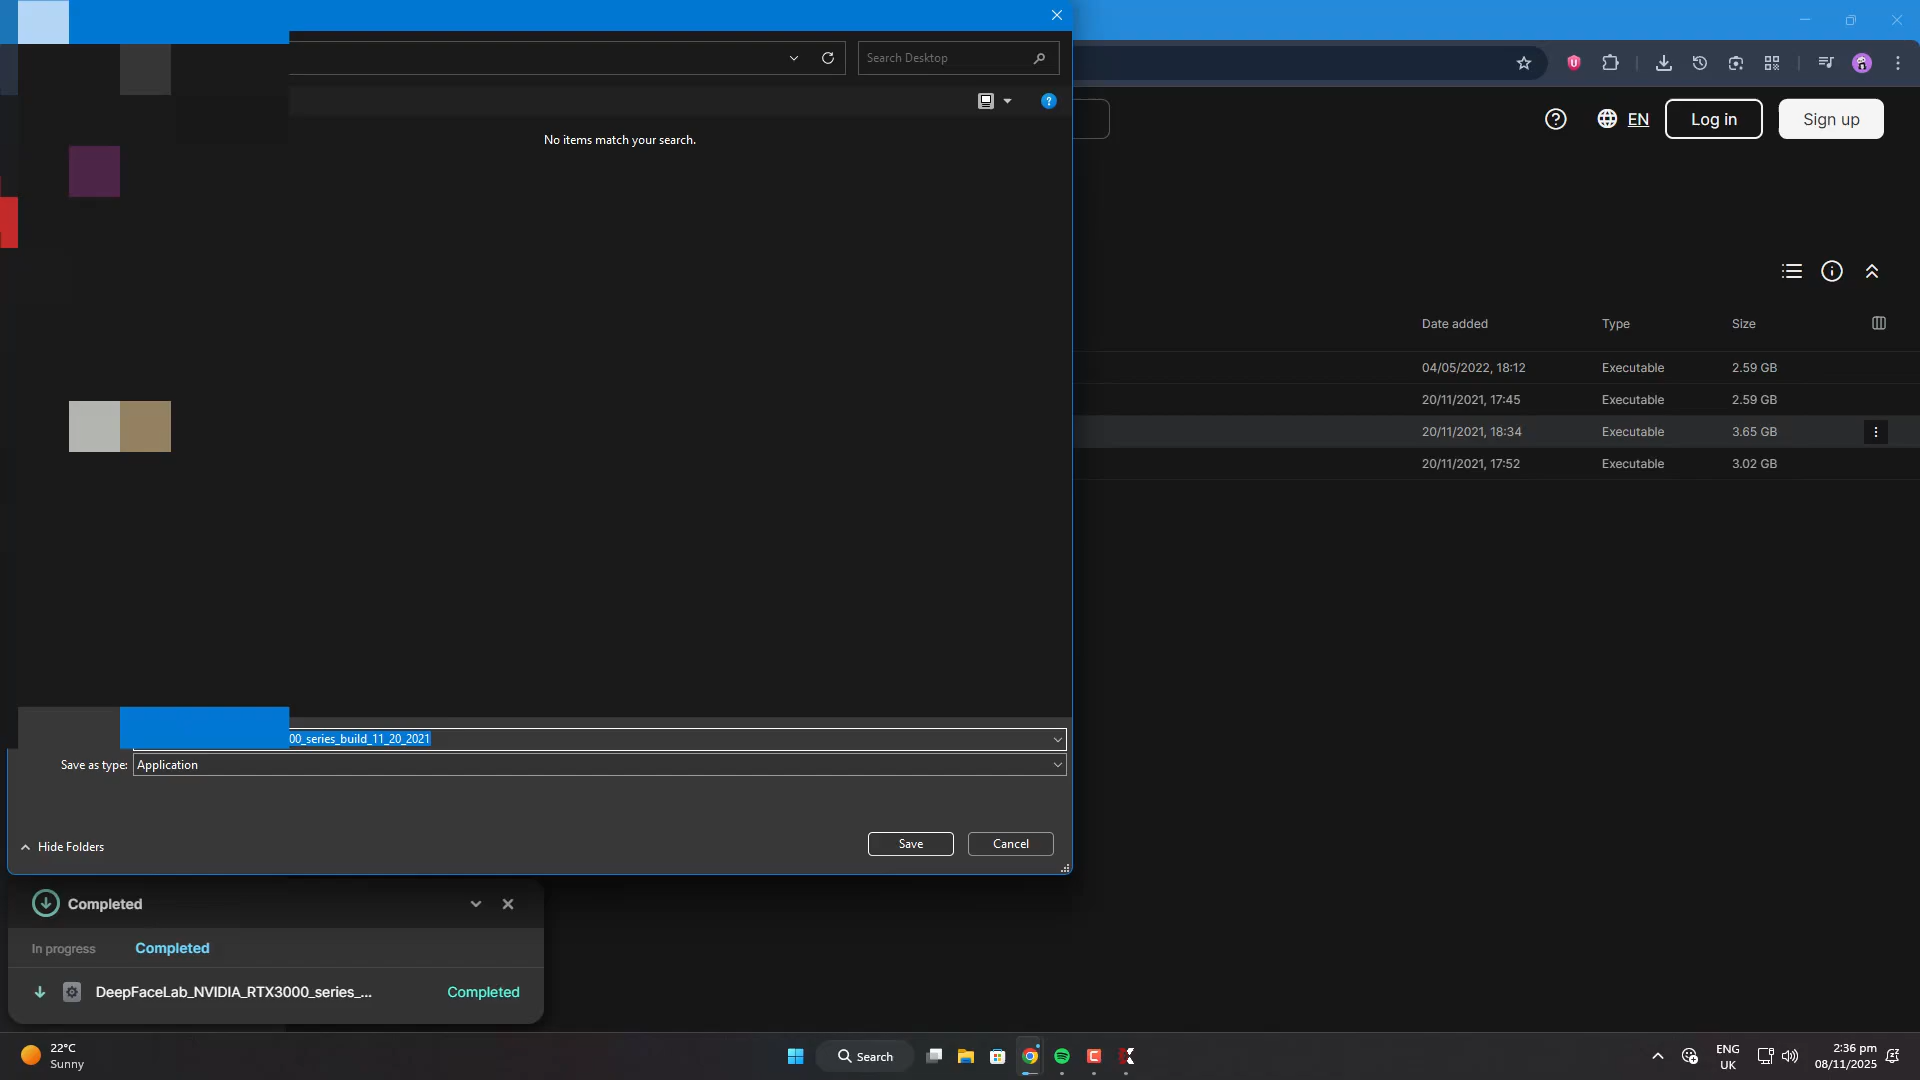 Search Desktop
EN
Log in
Sign up
No items match your search.
Date added Type Size
04/05/2022, 18:12 Executable 2.59 GB
20/11/2021, 17:45 Executable 2.59 GB
20/11/2021, 18:34 Executable 3.65 GB
20/11/2021, 17:52 Executable 3.02 GB
00_series_build_11_20_2021
Save as type: Application
Hide Folders
Save
Cancel
Completed
In progress Completed
DeepFaceLab_NVIDIA_RTX3000_series_... Completed
22°C
Sunny
Search
ENG
UK
2:36 pm
08/11/2025